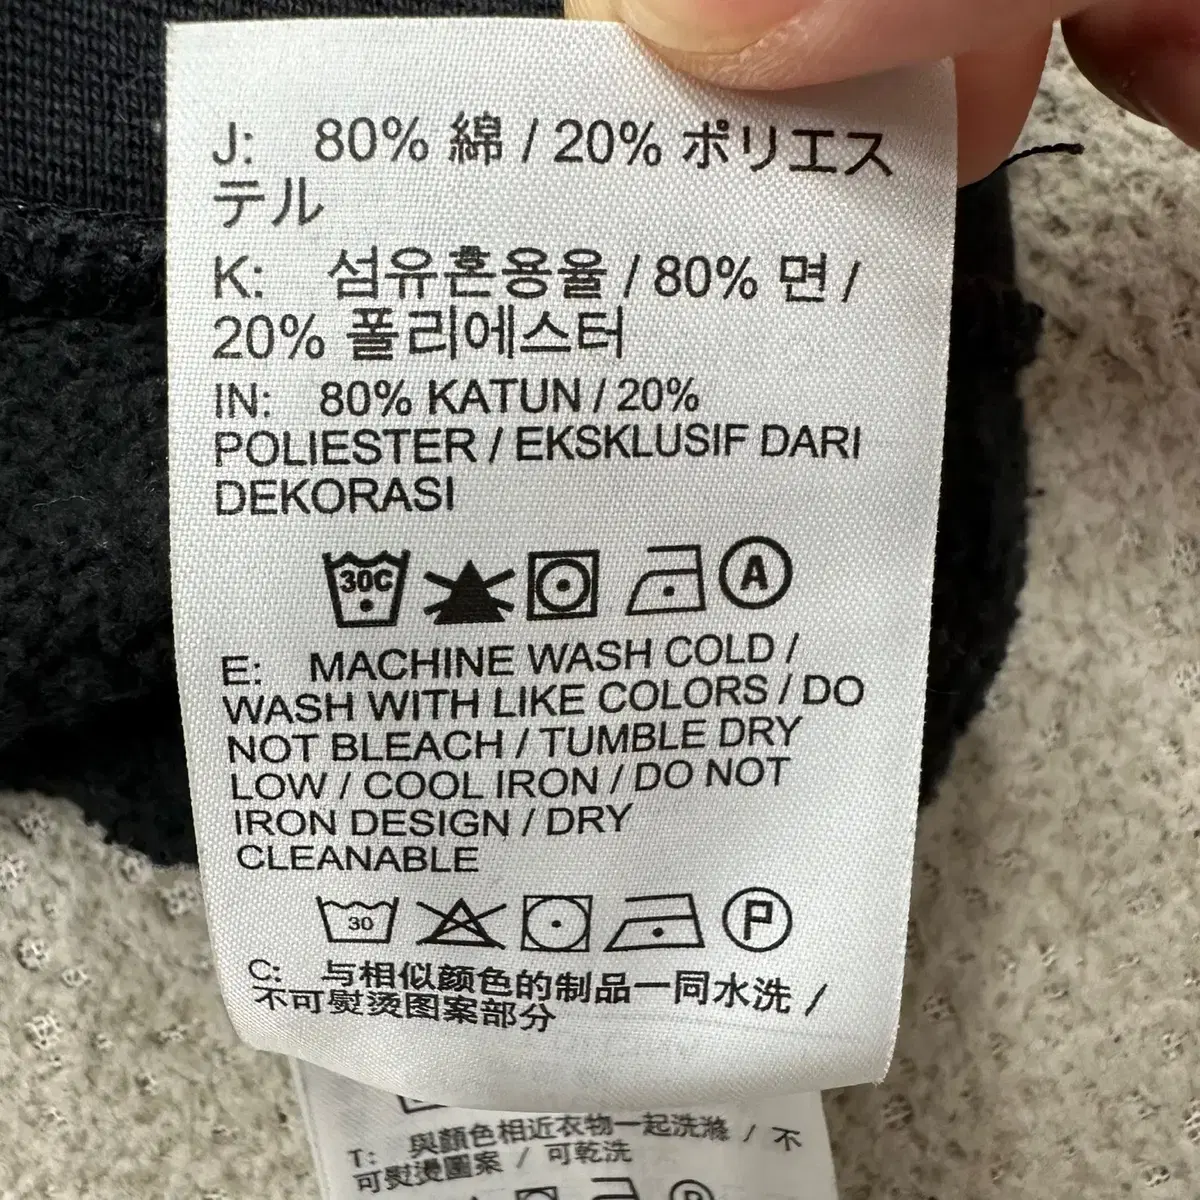 J: 80% 綿 / 20% ポリエス
テル
K: 섬유혼용율 / 80% 면 /
20% 폴리에스터
IN: 80% KATUN / 20%
POLIESTER / EKSKLUSIF DARI
DEKORASI
30C
A
E: MACHINE WASH COLD /
WASH WITH LIKE COLORS / DO
NOT BLEACH / TUMBLE DRY
LOW / COOL IRON / DO NOT
IRON DESIGN / DRY
CLEANABLE
30
P
C: 与相似颜色的制品一同水洗 /
不可熨烫图案部分
T: 與顏色相近衣物一起洗滌 / 不
可熨燙圖案 / 可乾洗
P